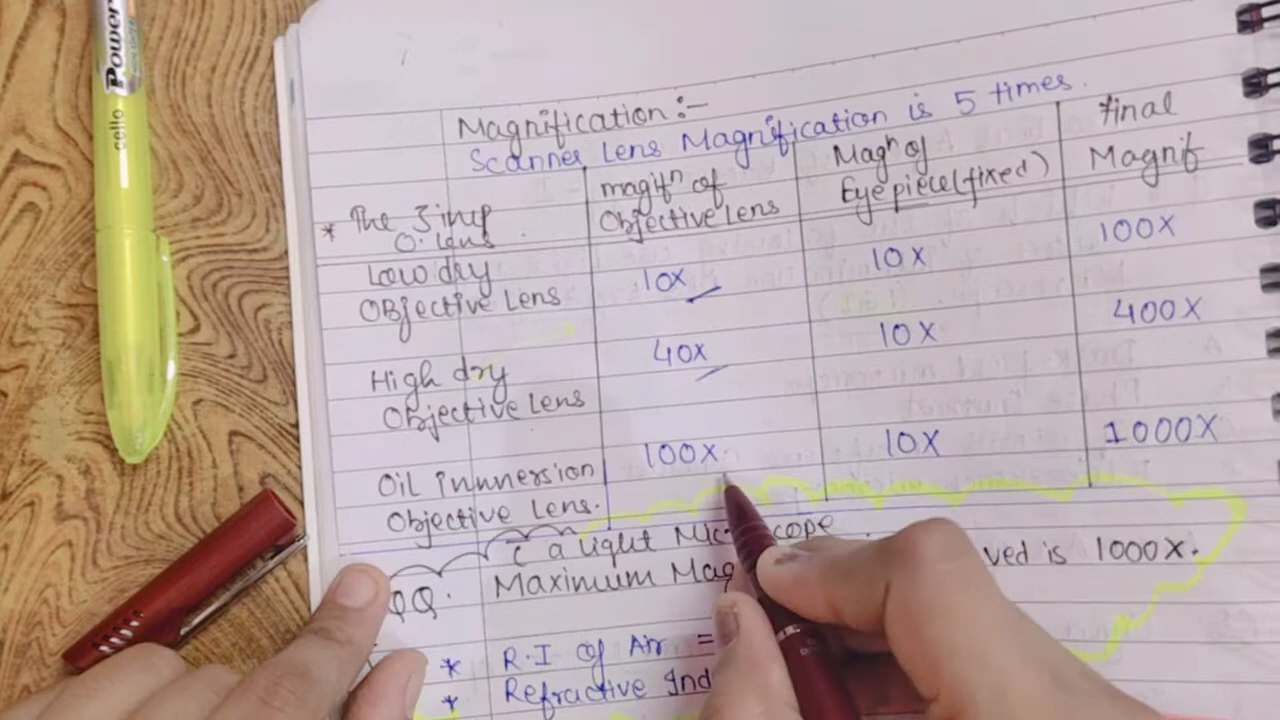 Power
cello
Magnification :-
Scanner Lens Magnification is 5 times.
* The 3 imp
O. lens
magifⁿ of
Objective Lens
Magⁿ of
Eye piece (fixed)
final
Magnif
Low dry
Objective Lens
10X
10X
100X
High dry
Objective Lens
40X
10X
400X
Oil Immersion
Objective Lens.
100X
10X
1000X
a light
QQ. Maximum Mag ved is 1000X.
* R.I of Air =
* Refractive Ind